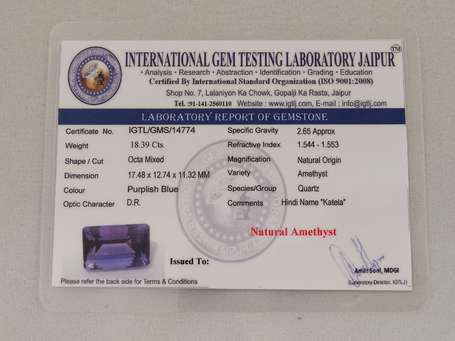 INTERNATIONAL GEM TESTING LABORATORY JAIPUR
TM
• Analysis • Research • Abstraction • Identification • Grading • Education
Certified by International Standard Organization (ISO 9001:2008)
Shop No. 7, Lalaniyon Ka Chowk, Gopalji Ka Rasta, Jaipur
Tel. :91-141-2560110 Website : www.igtlj.com, E-mail : info@igtlj.com
LABORATORY REPORT OF GEMSTONE
Certificate No. IGTL/GMS/14774 Specific Gravity 2.65 Approx
Weight 18.39 Cts. Refractive Index 1.544 - 1.553
Shape / Cut Octa Mixed Magnification Natural Origin
Dimension 17.48 x 12.74 x 11.32 MM Variety Amethyst
Colour Purplish Blue Species/Group Quartz
Optic Character D.R. Comments Hindi Name "Katela"
Natural Amethyst
Issued To:
Amit Soni, MDGI
Please refer the back side for Terms & Conditions